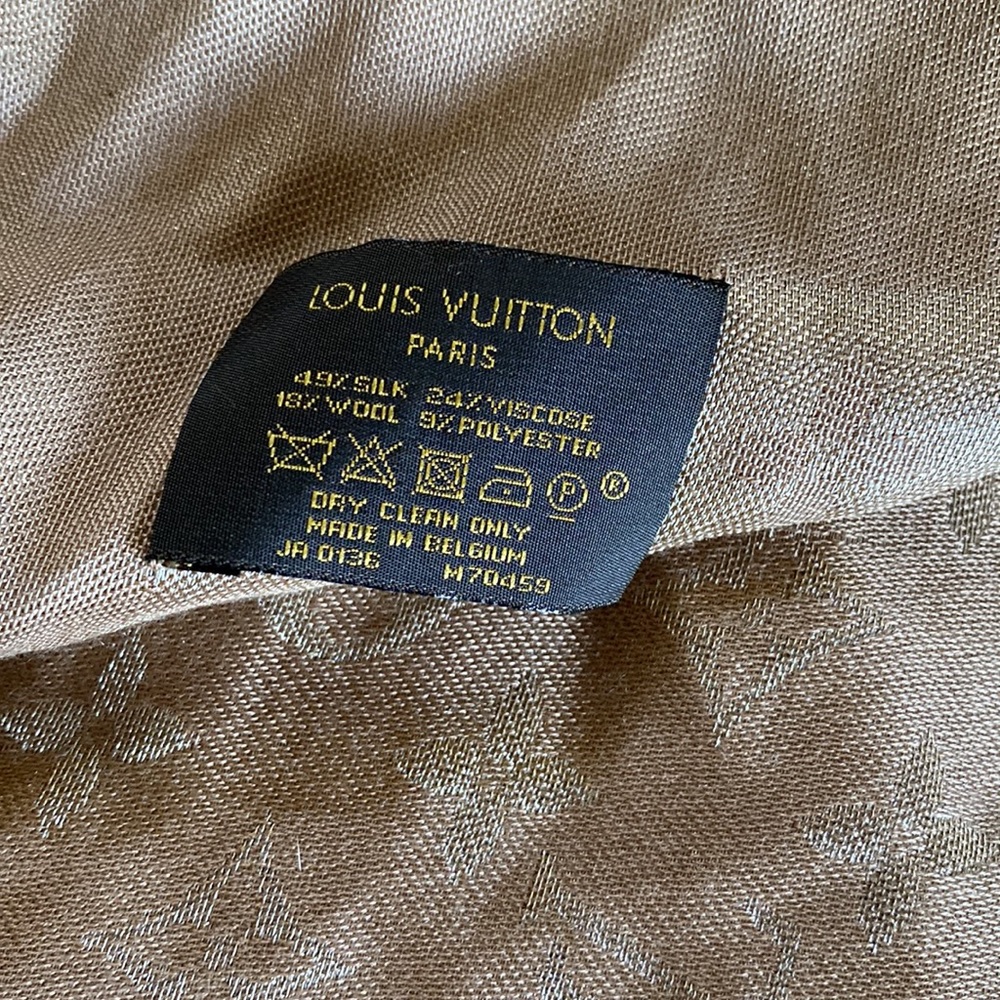 LOUIS VUITTON
PARIS
49% SILK 24% VISCOSE
18% WOOL 9% POLYESTER
P ®
DRY CLEAN ONLY
MADE IN BELGIUM
JA 0136 M70459